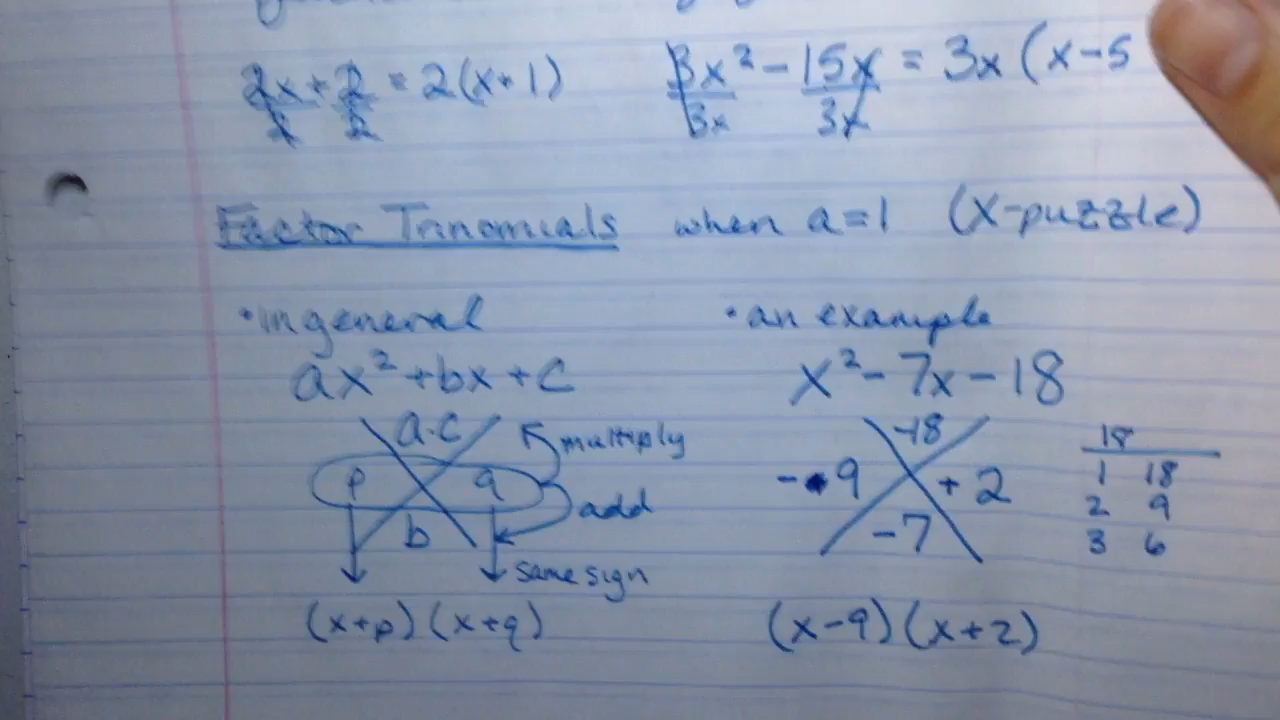 2x + 2 = 2(x+1)
2 2
3x² - 15x = 3x (x-5
3x 3x
Factor Trinomials when a=1 (X-puzzle)
• in general
ax² + bx + c
a·c
multiply
p q
add
b
same sign
(x+p)(x+q)
• an example
x² - 7x - 18
-18
-9 +2
-7
(x-9)(x+2)
18
1 18
2 9
3 6